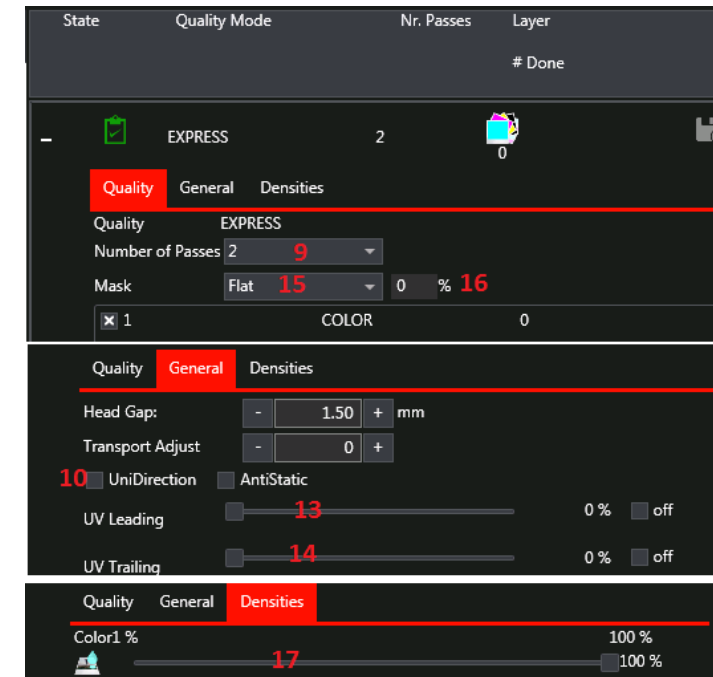 State Quality Mode Nr. Passes Layer
# Done
EXPRESS 2 0
Quality General Densities
Quality EXPRESS
Number of Passes 2 9
Mask Flat 15 0 % 16
1 COLOR 0
Quality General Densities
Head Gap: - 1.50 + mm
Transport Adjust - 0 +
10 UniDirection AntiStatic
UV Leading 13 0 % off
UV Trailing 14 0 % off
Quality General Densities
Color1 % 100 %
17 100 %